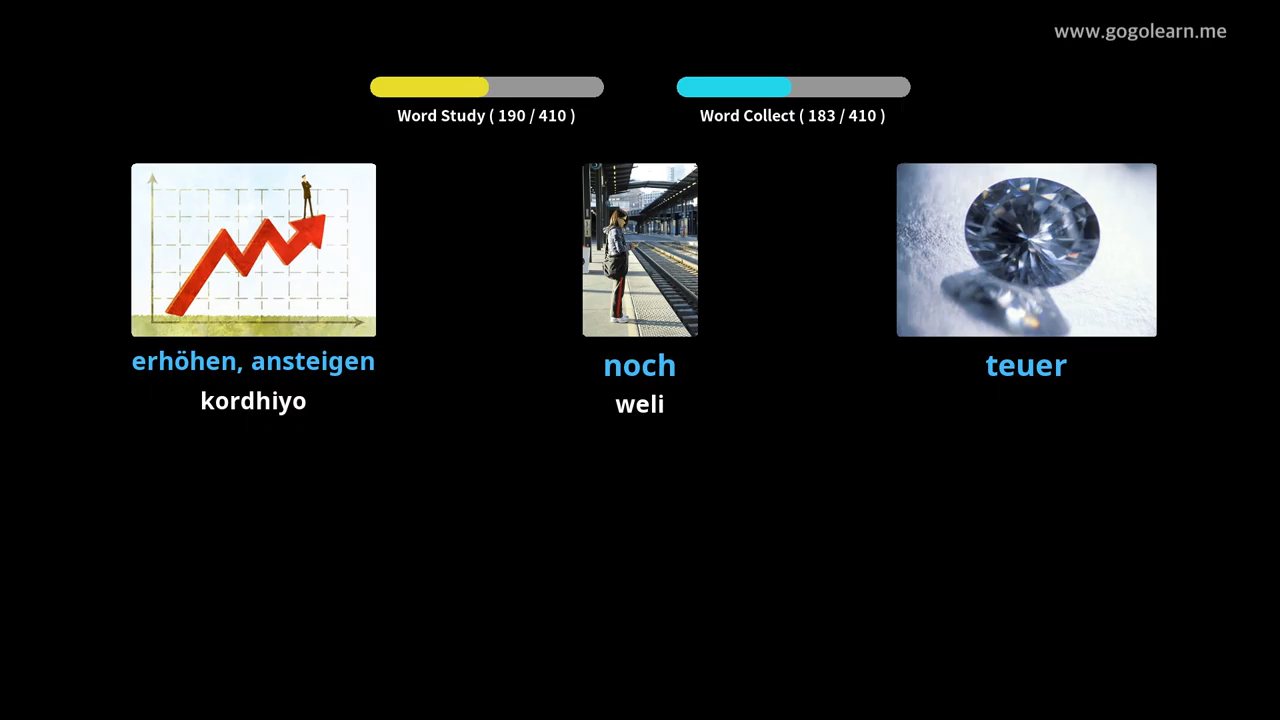 www.gogolearn.me
Word Study ( 190 / 410 )
Word Collect ( 183 / 410 )
erhöhen, ansteigen
kordhiyo
noch
weli
teuer